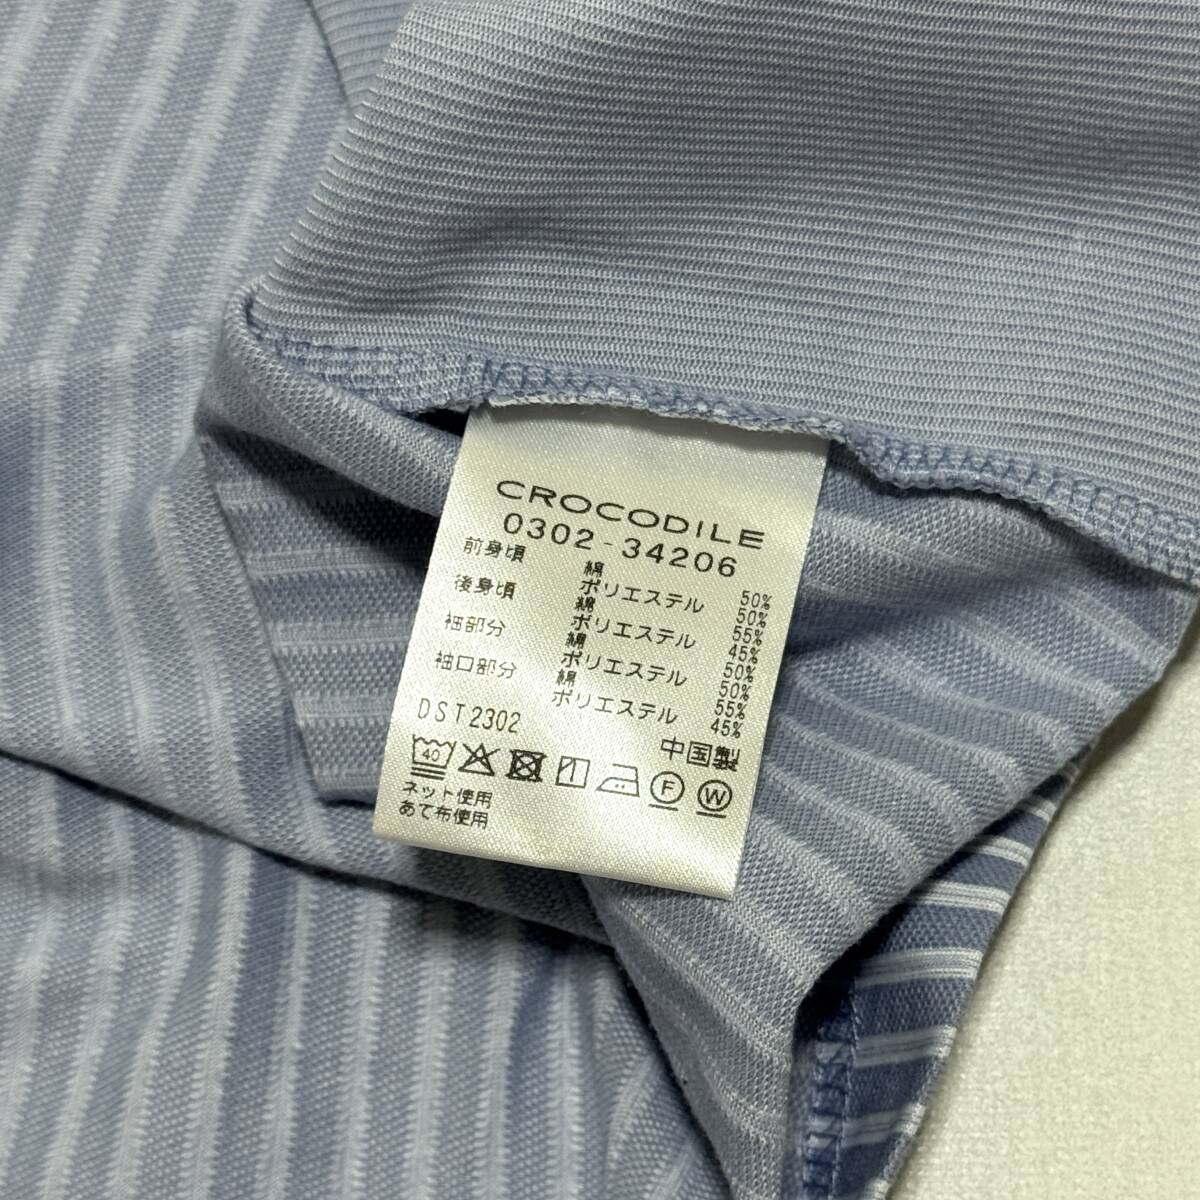 CROCODILE
0302-34206
前身頃 綿 50%
ポリエステル 50%
後身頃 綿 55%
ポリエステル 45%
袖部分 綿 50%
ポリエステル 50%
袖口部分 綿 55%
ポリエステル 45%
DST2302
中国製
40 F W
ネット使用
あて布使用